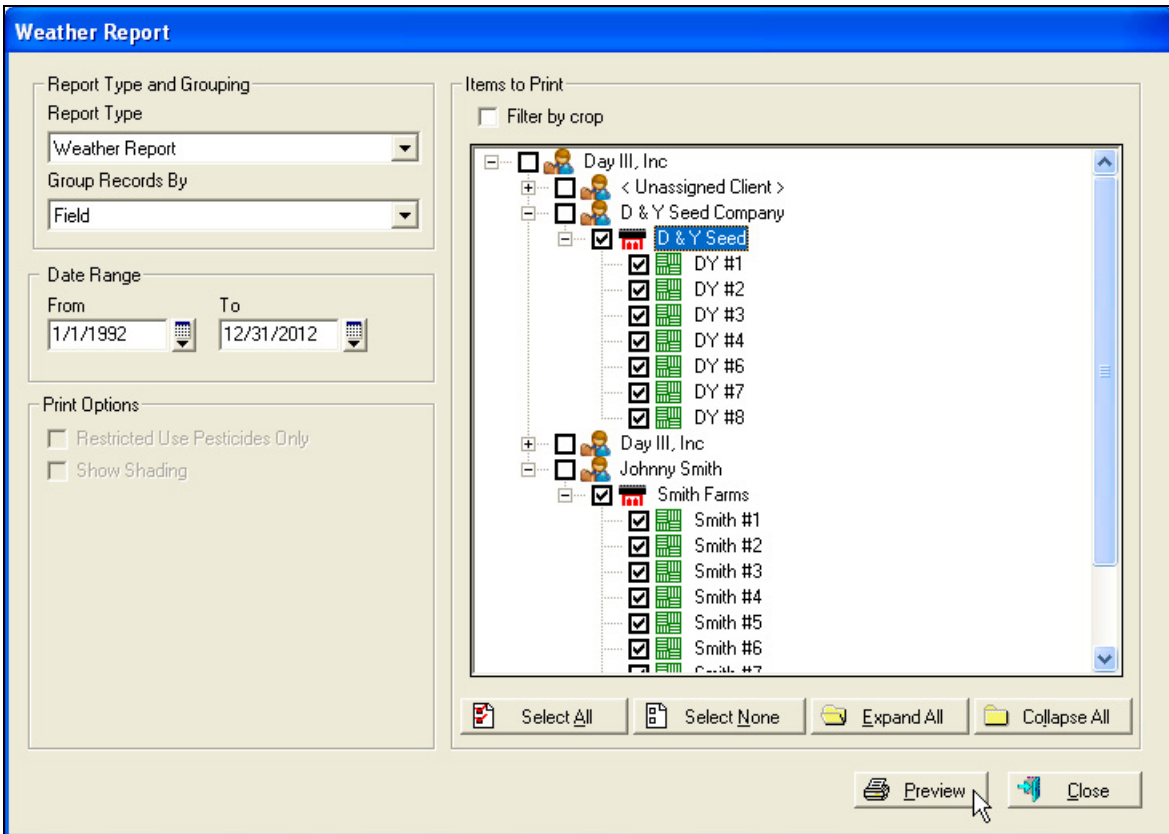 Weather Report
Report Type and Grouping
Report Type
Weather Report
Group Records By
Field
Date Range
From To
1/1/1992 12/31/2012
Print Options
Restricted Use Pesticides Only
Show Shading
Items to Print
Filter by crop
Day III, Inc
< Unassigned Client >
D & Y Seed Company
D & Y Seed
DY #1
DY #2
DY #3
DY #4
DY #6
DY #7
DY #8
Day III, Inc
Johnny Smith
Smith Farms
Smith #1
Smith #2
Smith #3
Smith #4
Smith #5
Smith #6
Smith #7
Select All Select None Expand All Collapse All
Preview Close